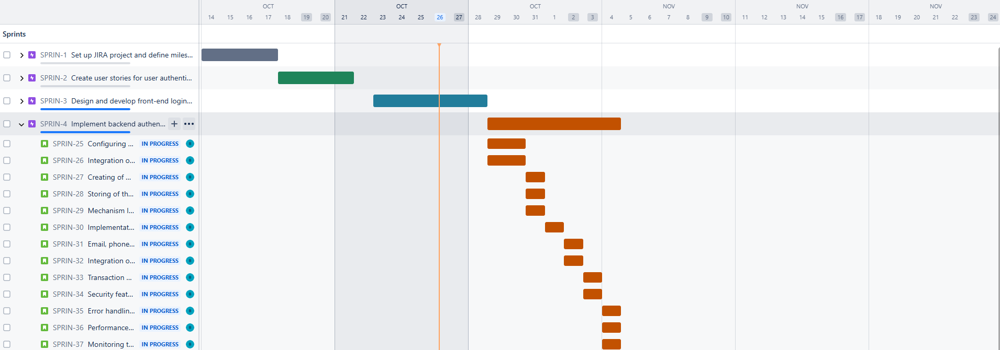 OCT OCT OCT NOV NOV NOV
14 15 16 17 18 19 20 21 22 23 24 25 26 27 28 29 30 31 1 2 3 4 5 6 7 8 9 10 11 12 13 14 15 16 17 18 19 20 21 22 23 24
Sprints
SPRIN-1 Set up JIRA project and define miles...
SPRIN-2 Create user stories for user authenti...
SPRIN-3 Design and develop front-end login...
SPRIN-4 Implement backend authen...
SPRIN-25 Configuring ... IN PROGRESS
SPRIN-26 Integration o... IN PROGRESS
SPRIN-27 Creating of ... IN PROGRESS
SPRIN-28 Storing of th... IN PROGRESS
SPRIN-29 Mechanism l... IN PROGRESS
SPRIN-30 Implementat... IN PROGRESS
SPRIN-31 Email, phone... IN PROGRESS
SPRIN-32 Integration o... IN PROGRESS
SPRIN-33 Transaction ... IN PROGRESS
SPRIN-34 Security feat... IN PROGRESS
SPRIN-35 Error handlin... IN PROGRESS
SPRIN-36 Performance... IN PROGRESS
SPRIN-37 Monitoring t... IN PROGRESS